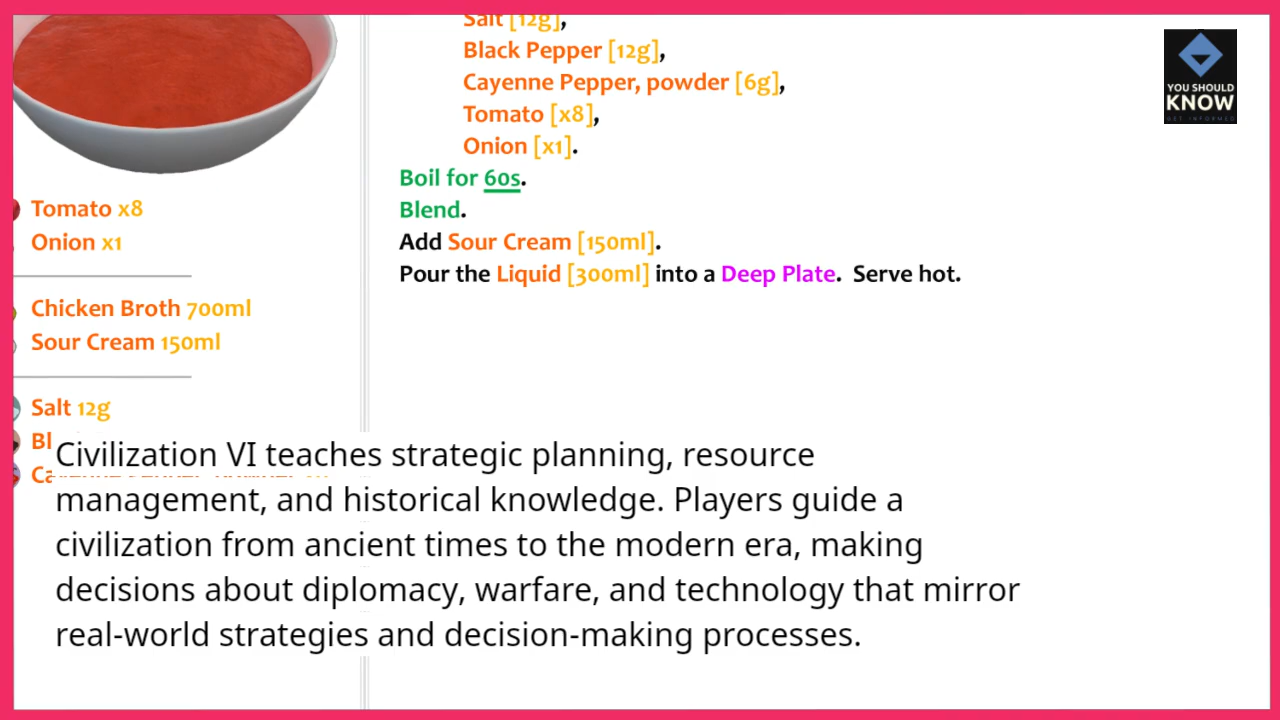 Salt [12g],
Black Pepper [12g],
Cayenne Pepper, powder [6g],
Tomato [x8],
Onion [x1].
Boil for 60s.
Blend.
Add Sour Cream [150ml].
Pour the Liquid [300ml] into a Deep Plate. Serve hot.
YOU SHOULD
KNOW
GET INFORMED
Tomato x8
Onion x1
Chicken Broth 700ml
Sour Cream 150ml
Salt 12g
Bl
Civilization VI teaches strategic planning, resource
management, and historical knowledge. Players guide a
civilization from ancient times to the modern era, making
decisions about diplomacy, warfare, and technology that mirror
real-world strategies and decision-making processes.